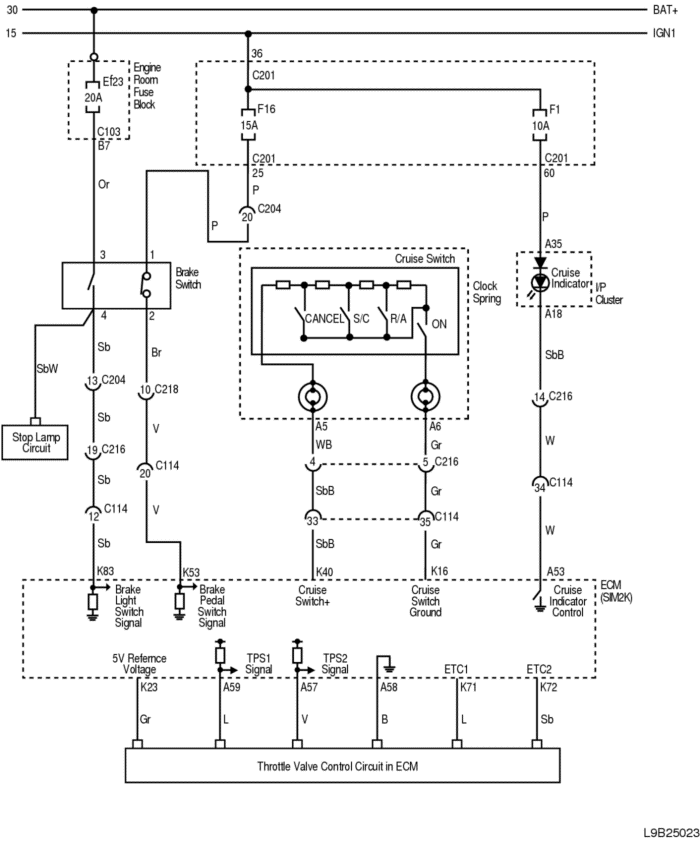 30
BAT+
15
IGN1
36
C201
Engine
Room
Fuse
Block
Ef23
20A
F16
15A
F1
10A
C103
B7
C201
25
C201
60
Or
P
C204
20
P
P
A35
3
1
Brake
Switch
Cruise Switch
Clock
Spring
Cruise
Indicator
I/P
Cluster
CANCEL
S/C
R/A
ON
A18
4
2
SbW
Sb
Br
SbB
13
C204
10
C218
14
C216
Stop Lamp
Circuit
Sb
V
A5
A6
WB
Gr
W
19
C216
20
C114
4
5
C216
Sb
V
SbB
Gr
34
C114
12
C114
33
35
C114
Sb
SbB
Gr
W
K83
K53
K40
K16
A53
ECM
(SIM2K)
Brake
Light
Switch
Signal
Brake
Pedal
Switch
Signal
Cruise
Switch+
Cruise
Switch
Ground
Cruise
Indicator
Control
5V Refernce
Voltage
TPS1
Signal
TPS2
Signal
ETC1
ETC2
K23
A59
A57
A58
K71
K72
Gr
L
V
B
L
Sb
Throttle Valve Control Circuit in ECM
L9B25023